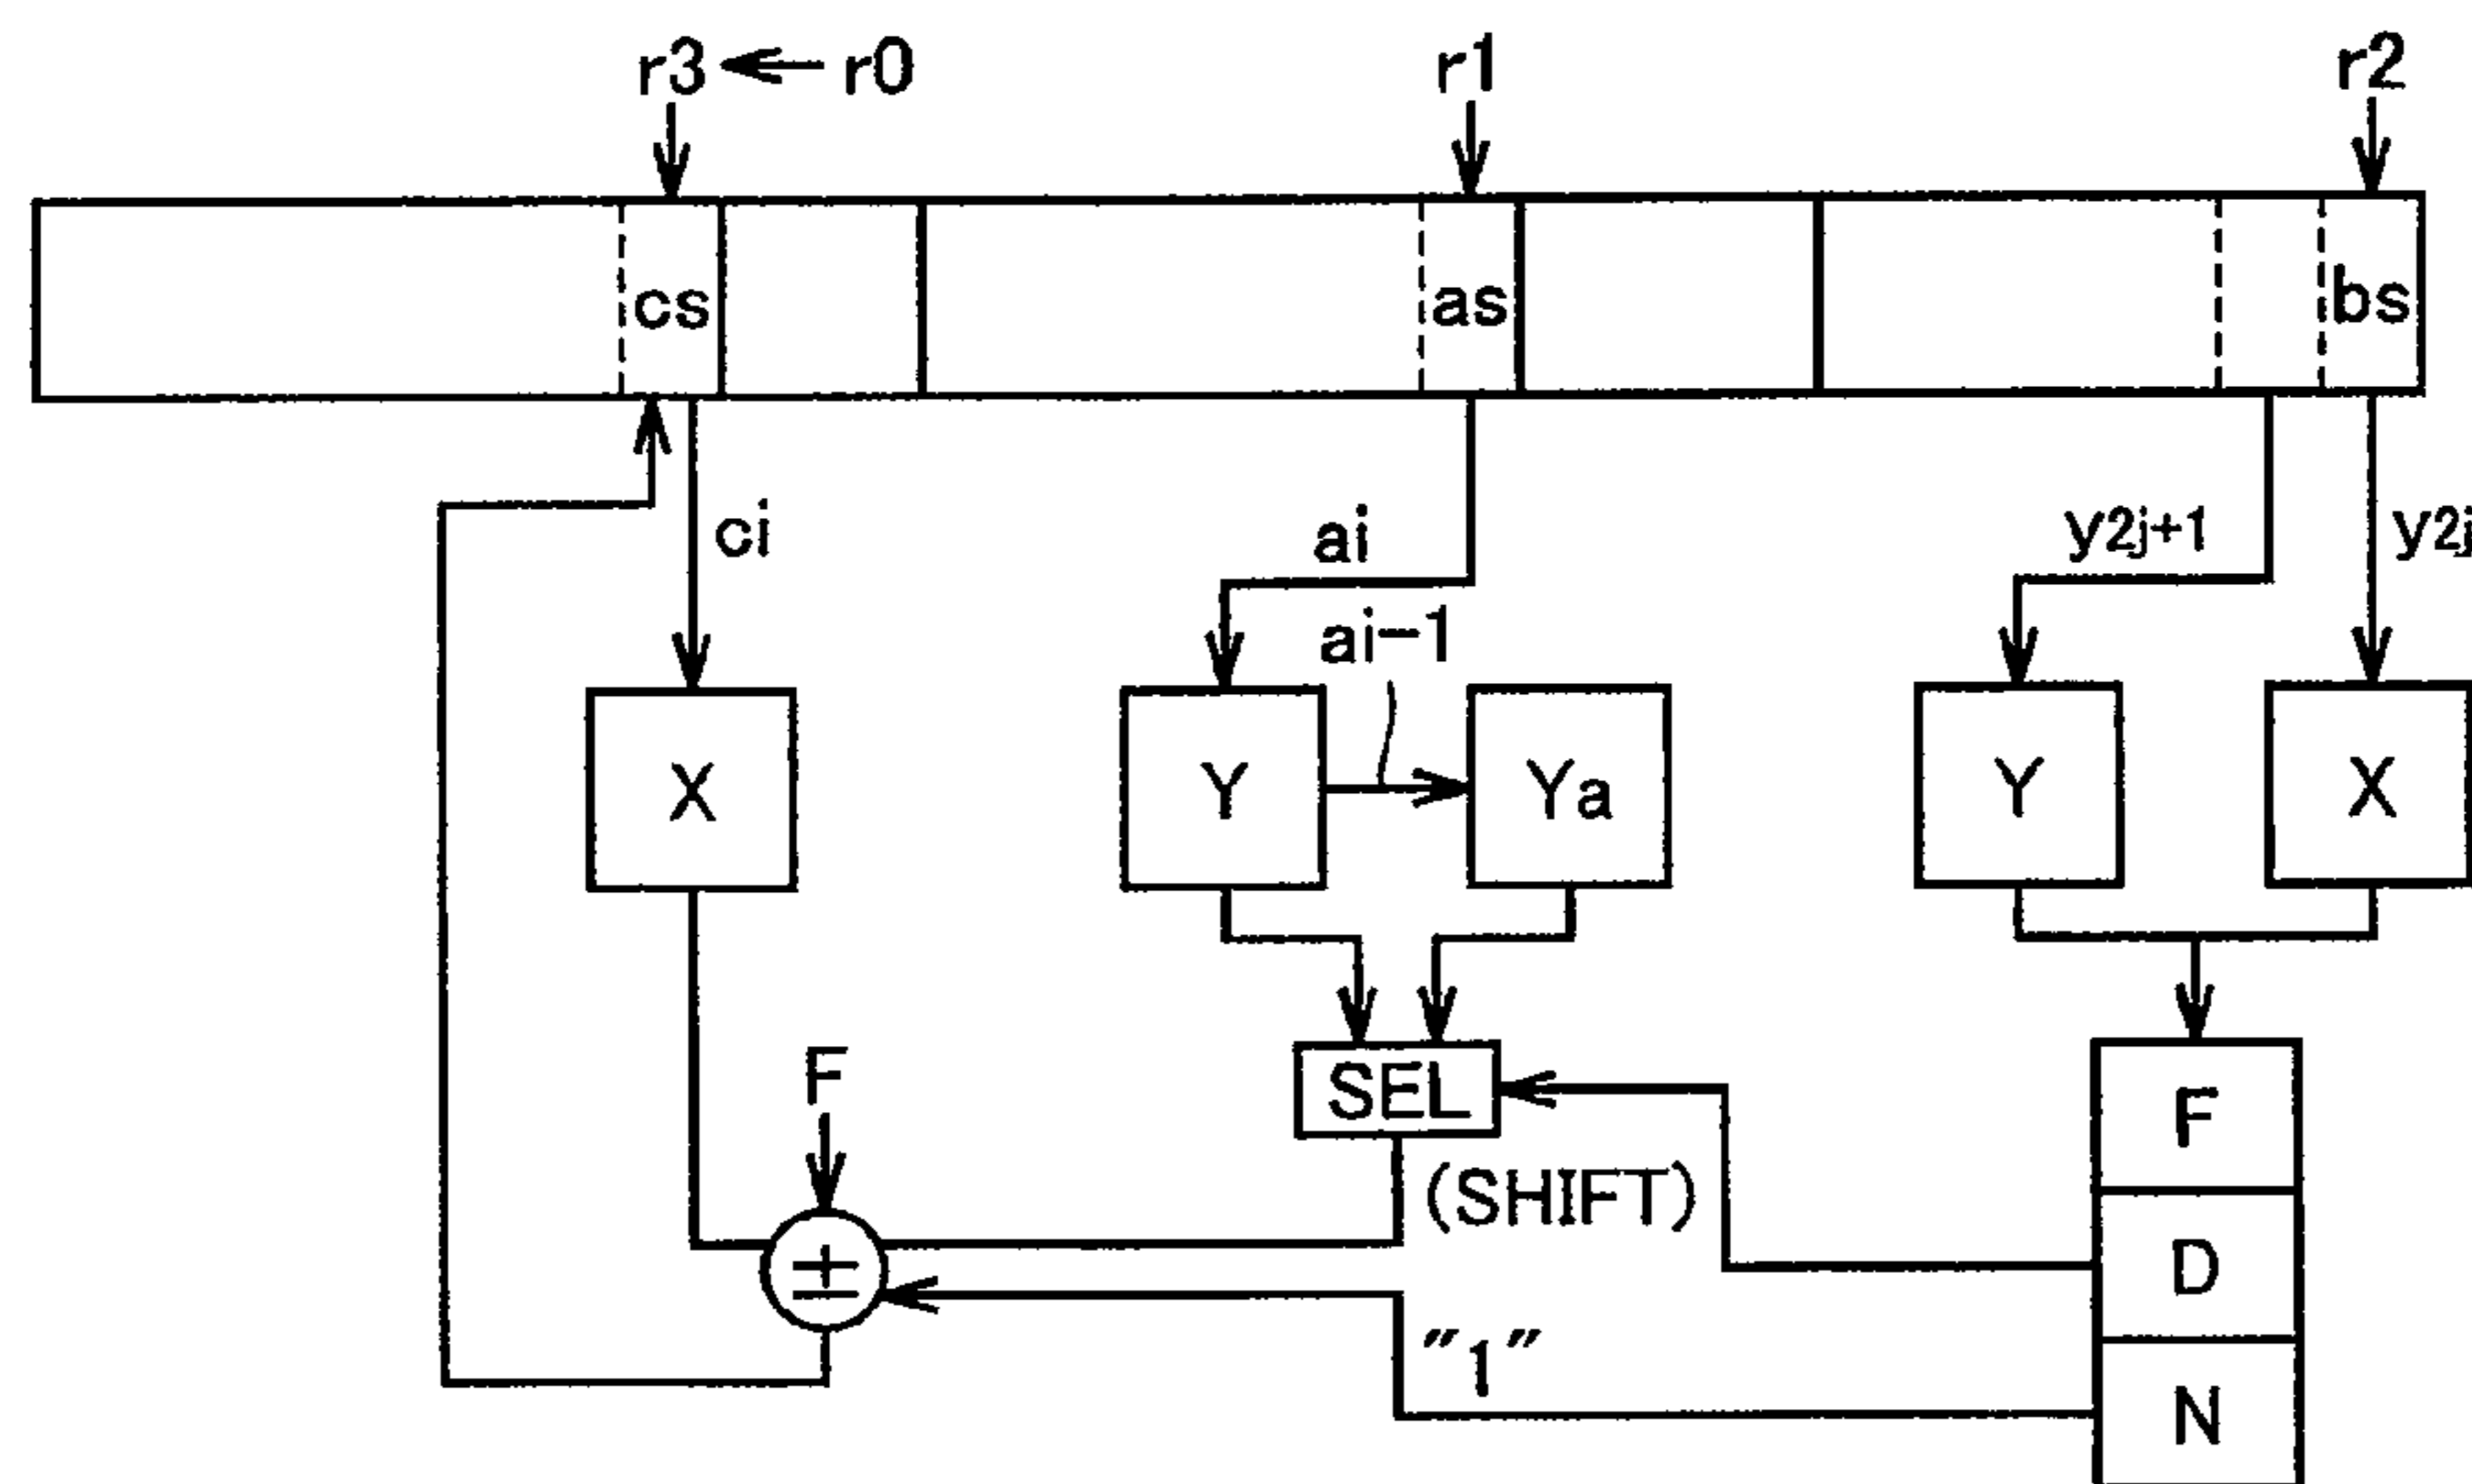 r3 r0 r1 r2
cs as bs
ci ai y2j+1 y2j
ai-1
X Y Ya Y X
F SEL F
(SHIFT)
± D
"1"
N